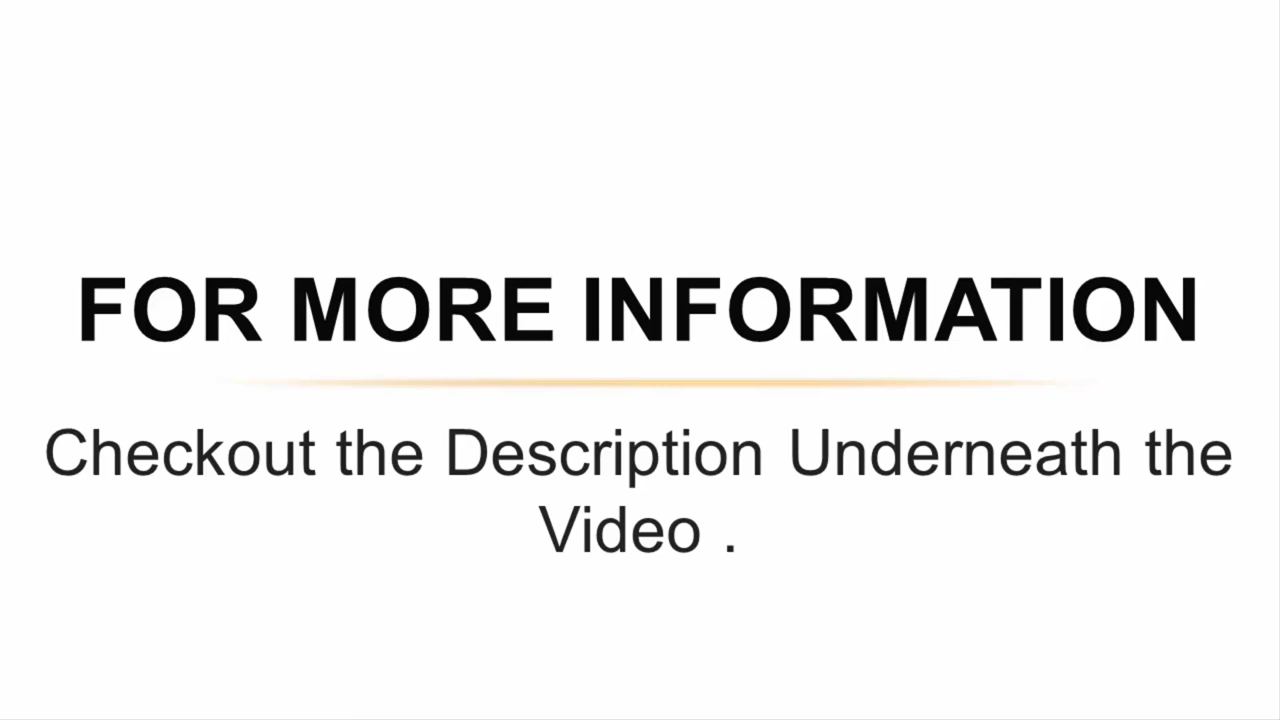 FOR MORE INFORMATION
Checkout the Description Underneath the
Video .